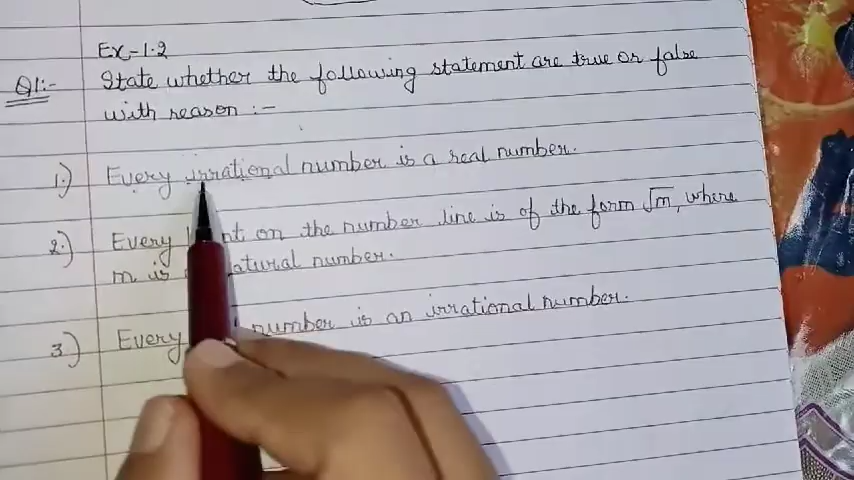 Ex-1.2
Q1:- State whether the following statement are true or false
with reason :-
1.) Every irrational number is a real number.
2.) Every on the number line is of the form √m, where
m is natural number.
3.) Every number is an irrational number.